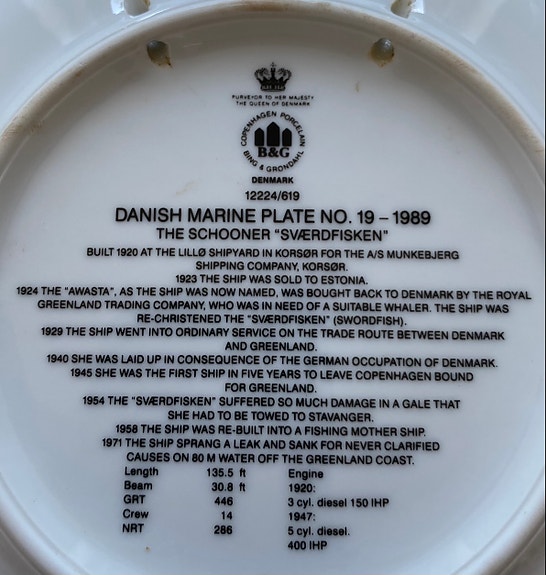 PURVEYOR TO HER MAJESTY
THE QUEEN OF DENMARK
COPENHAGEN PORCELAIN
B&G
BING & GRØNDAHL
DENMARK
12224/619
DANISH MARINE PLATE NO. 19 – 1989
THE SCHOONER "SVÆRDFISKEN"
BUILT 1920 AT THE LILLØ SHIPYARD IN KORSØR FOR THE A/S MUNKEBJERG
SHIPPING COMPANY, KORSØR.
1923 THE SHIP WAS SOLD TO ESTONIA.
1924 THE "AWASTA", AS THE SHIP WAS NOW NAMED, WAS BOUGHT BACK TO DENMARK BY THE ROYAL
GREENLAND TRADING COMPANY, WHO WAS IN NEED OF A SUITABLE WHALER. THE SHIP WAS
RE-CHRISTENED THE "SVÆRDFISKEN" (SWORDFISH).
1929 THE SHIP WENT INTO ORDINARY SERVICE ON THE TRADE ROUTE BETWEEN DENMARK
AND GREENLAND.
1940 SHE WAS LAID UP IN CONSEQUENCE OF THE GERMAN OCCUPATION OF DENMARK.
1945 SHE WAS THE FIRST SHIP IN FIVE YEARS TO LEAVE COPENHAGEN BOUND
FOR GREENLAND.
1954 THE "SVÆRDFISKEN" SUFFERED SO MUCH DAMAGE IN A GALE THAT
SHE HAD TO BE TOWED TO STAVANGER.
1958 THE SHIP WAS RE-BUILT INTO A FISHING MOTHER SHIP.
1971 THE SHIP SPRANG A LEAK AND SANK FOR NEVER CLARIFIED
CAUSES ON 80 M WATER OFF THE GREENLAND COAST.
Length 135.5 ft Engine
Beam 30.8 ft 1920:
GRT 446 3 cyl. diesel 150 IHP
Crew 14 1947:
NRT 286 5 cyl. diesel.
400 IHP